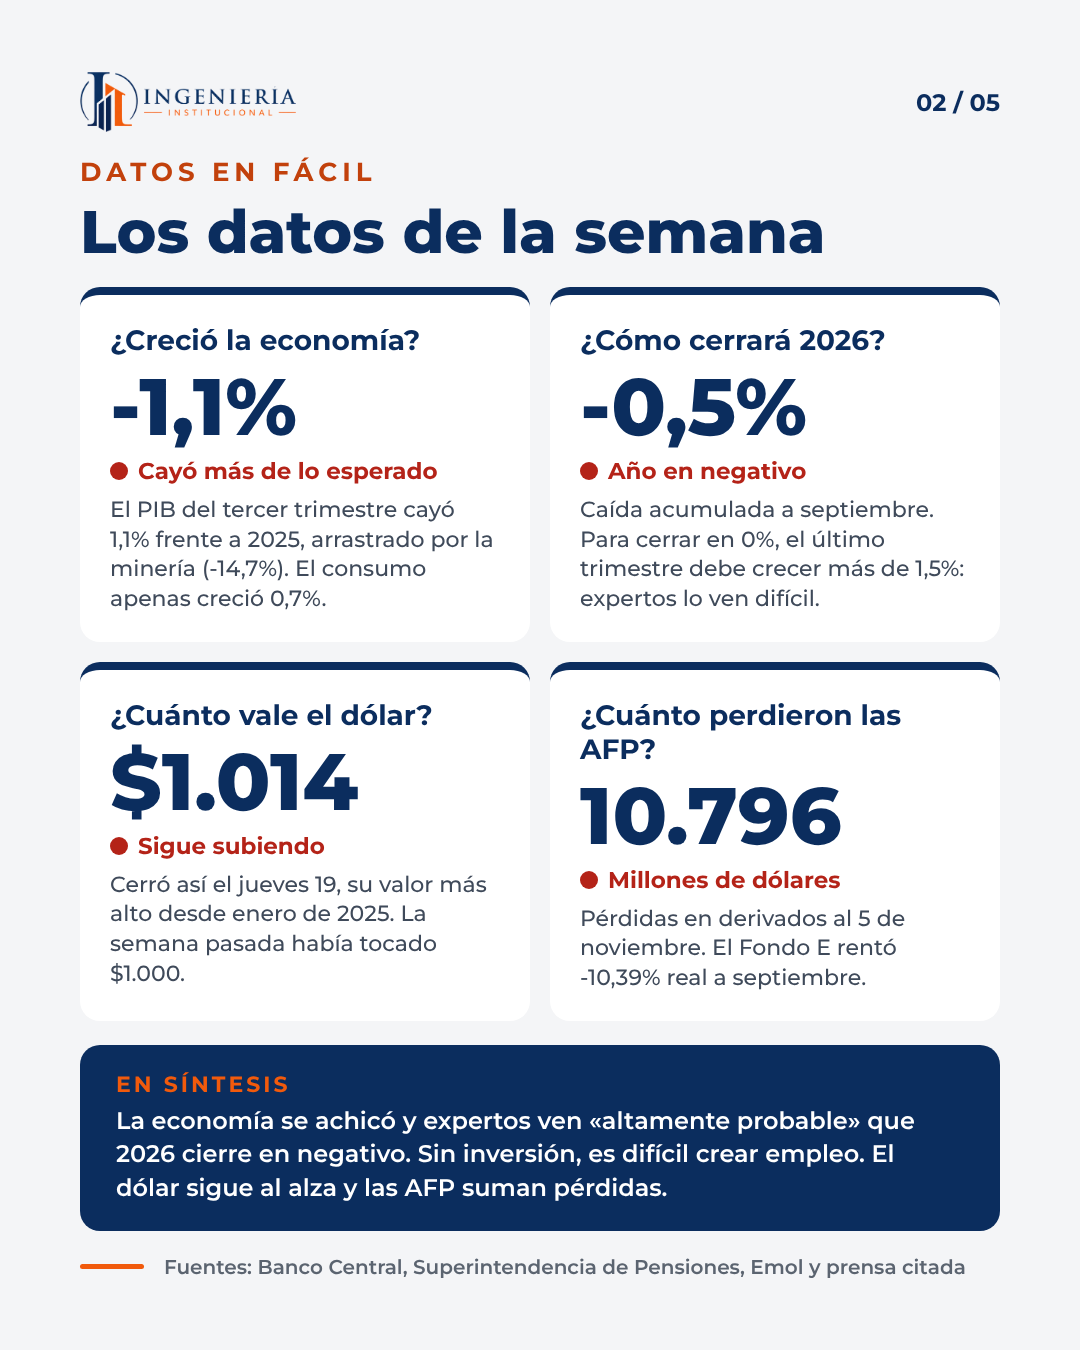 INGENIERIA
INSTITUCIONAL
02 / 05
DATOS EN FÁCIL
Los datos de la semana
¿Creció la economía?
-1,1%
Cayó más de lo esperado
El PIB del tercer trimestre cayó
1,1% frente a 2025, arrastrado por la
minería (-14,7%). El consumo
apenas creció 0,7%.
¿Cómo cerrará 2026?
-0,5%
Año en negativo
Caída acumulada a septiembre.
Para cerrar en 0%, el último
trimestre debe crecer más de 1,5%:
expertos lo ven difícil.
¿Cuánto vale el dólar?
$1.014
Sigue subiendo
Cerró así el jueves 19, su valor más
alto desde enero de 2025. La
semana pasada había tocado
$1.000.
¿Cuánto perdieron las
AFP?
10.796
Millones de dólares
Pérdidas en derivados al 5 de
noviembre. El Fondo E rentó
-10,39% real a septiembre.
EN SÍNTESIS
La economía se achicó y expertos ven «altamente probable» que
2026 cierre en negativo. Sin inversión, es difícil crear empleo. El
dólar sigue al alza y las AFP suman pérdidas.
Fuentes: Banco Central, Superintendencia de Pensiones, Emol y prensa citada